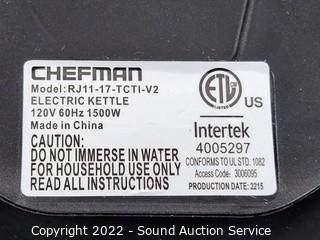 CHEFMAN
Model: RJ11-17-TCTI-V2
ELECTRIC KETTLE
120V 60Hz 1500W
Made in China
CAUTION:
DO NOT IMMERSE IN WATER
FOR HOUSEHOLD USE ONLY
READ ALL INSTRUCTIONS
ETL US
Intertek
4005297
CONFORMS TO UL STD. 1082
Access Code: 3006095
PRODUCTION DATE: 2215
Copyright 2022 - Sound Auction Service